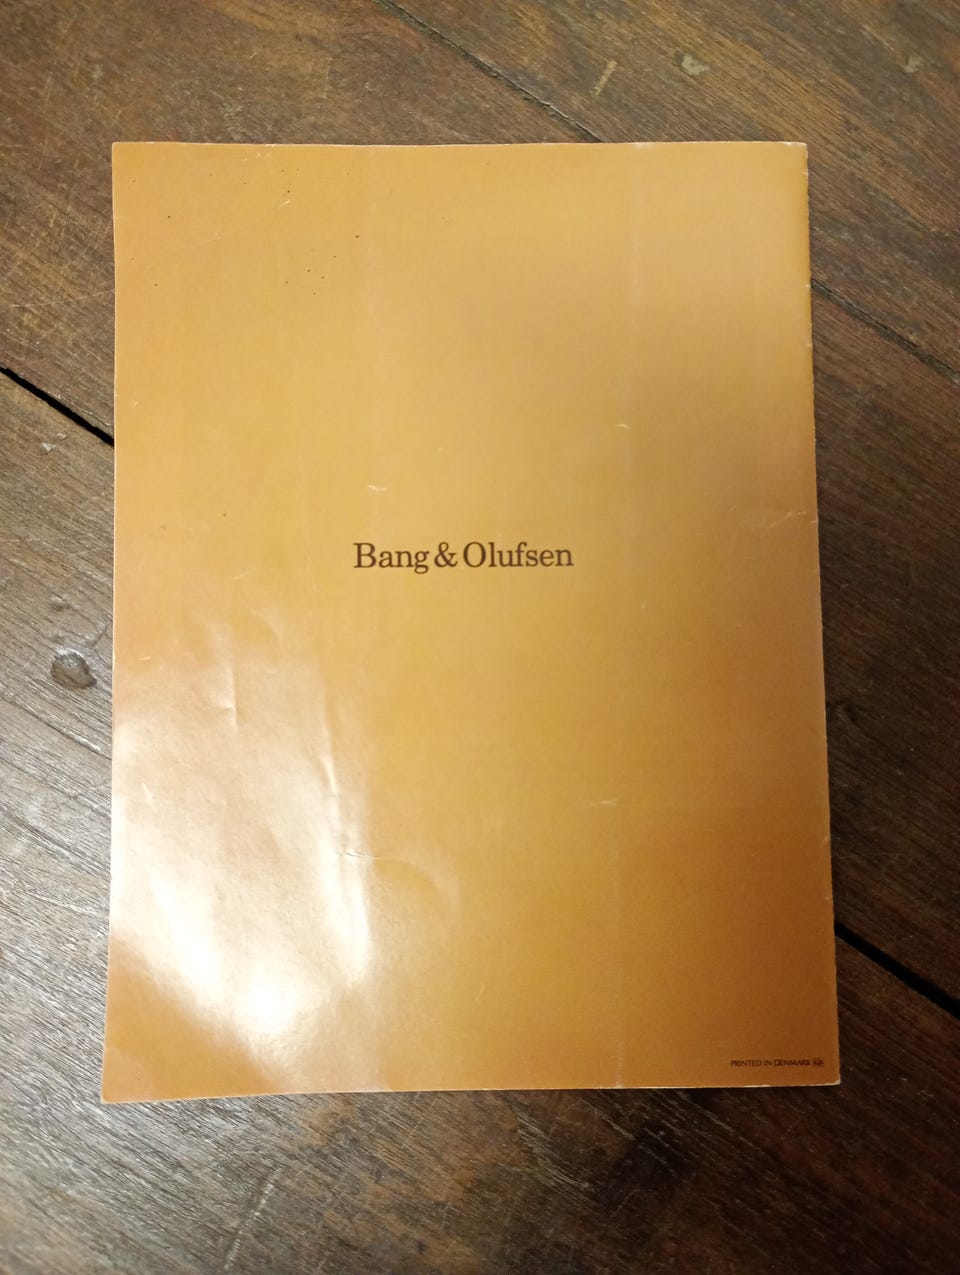 Bang & Olufsen
PRINTED IN DENMARK